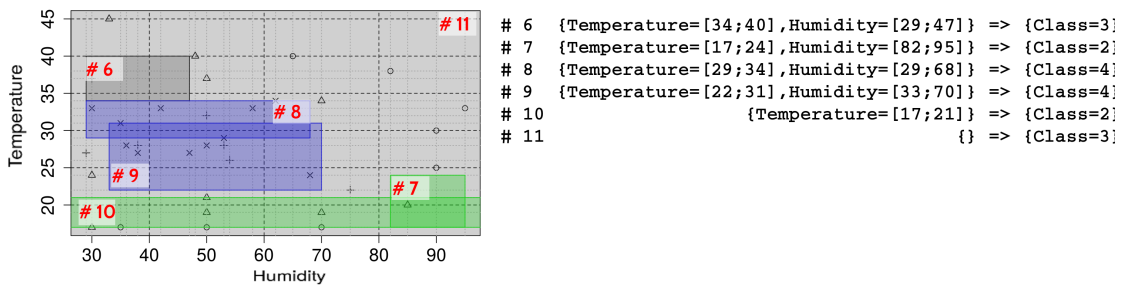 45
40
35
30
25
20
Temperature
30 40 50 60 70 80 90
Humidity
# 11
# 6
# 8
# 9
# 7
# 10
# 6 {Temperature=[34;40],Humidity=[29;47]} => {Class=3}
# 7 {Temperature=[17;24],Humidity=[82;95]} => {Class=2}
# 8 {Temperature=[29;34],Humidity=[29;68]} => {Class=4}
# 9 {Temperature=[22;31],Humidity=[33;70]} => {Class=4}
# 10 {Temperature=[17;21]} => {Class=2}
# 11 {} => {Class=3}